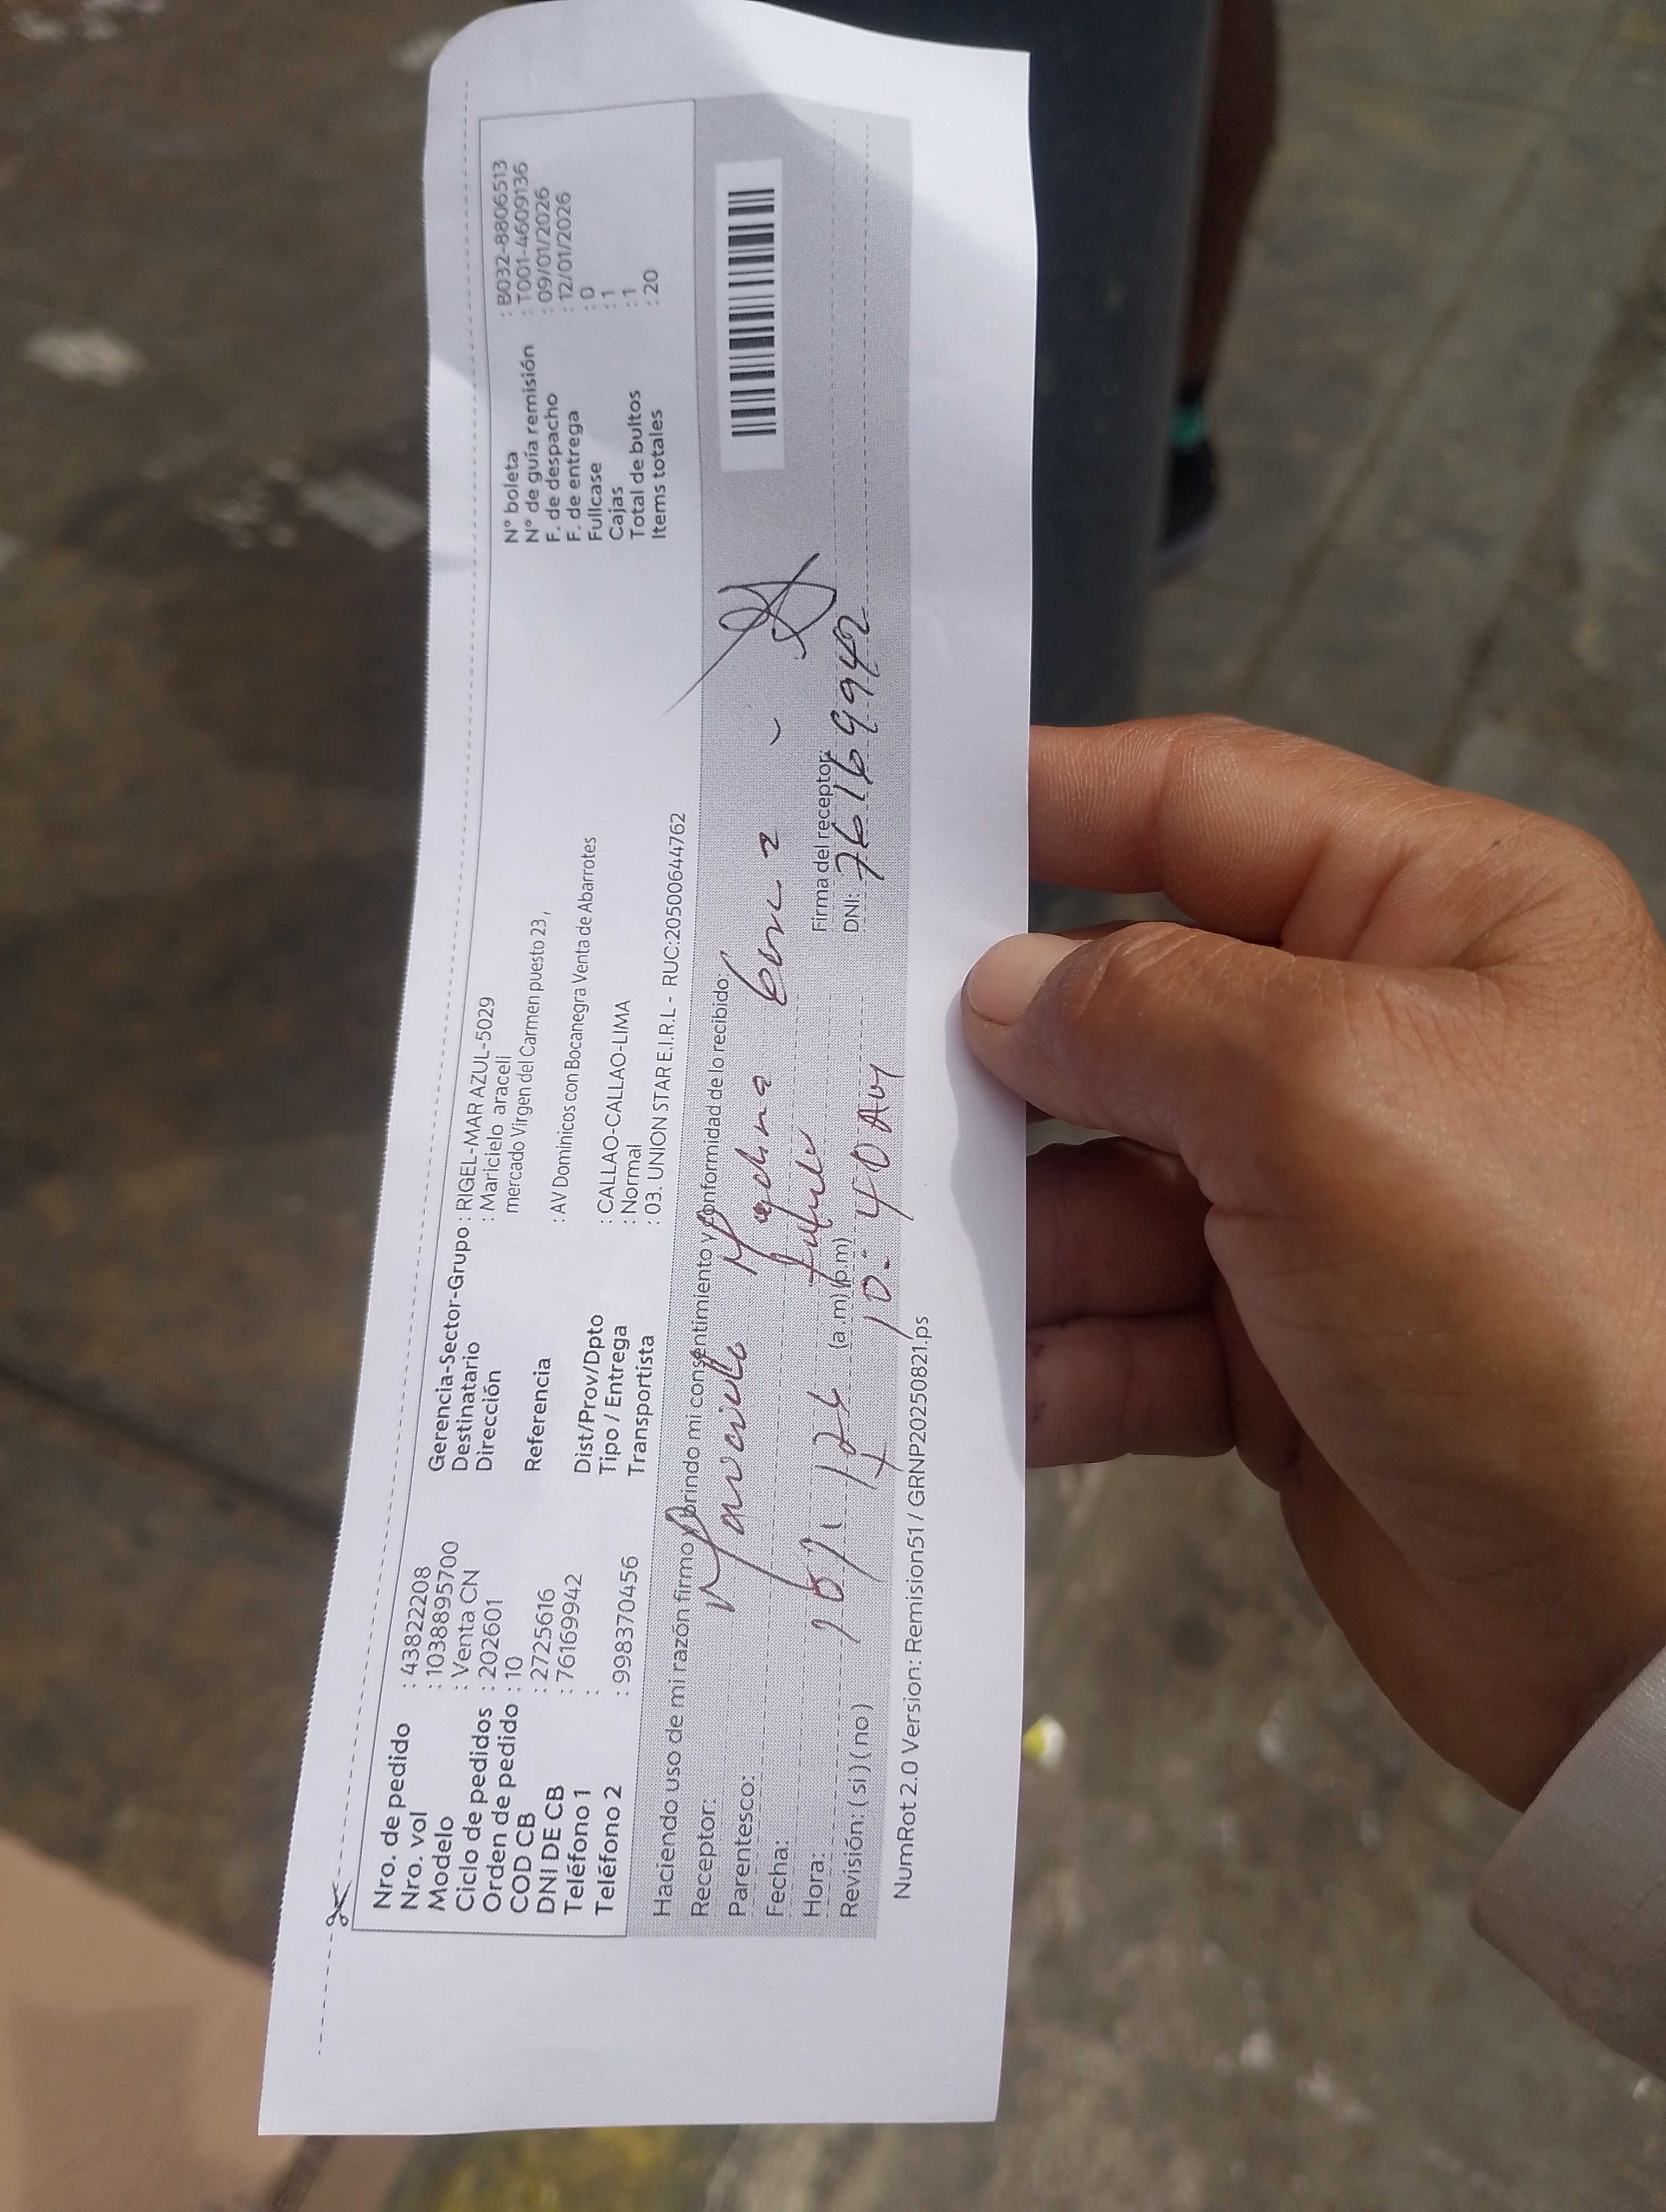 Nro. de pedido : 43822208
Nro. vol : 1038895700
Modelo : Venta CN
Ciclo de pedidos : 202601
Orden de pedido : 10
COD CB : 2725616
DNI DE CB : 76169942
Teléfono 1 :
Teléfono 2 : 998370456
Gerencia-Sector-Grupo : RIGEL-MAR AZUL-5029
Destinatario : Maricielo araceli
Dirección mercado Virgen del Carmen puesto 23 ,
Referencia : AV Dominicos con Bocanegra Venta de Abarrotes
Dist/Prov/Dpto : CALLAO-CALLAO-LIMA
Tipo / Entrega : Normal
Transportista : 03. UNION STAR E.I.R.L - RUC:20500644762
N° boleta : B032-8806513
N° de guía remisión : T001-4609136
F. de despacho : 09/01/2026
F. de entrega : 12/01/2026
Fullcase : 0
Cajas : 1
Total de bultos : 1
Items totales : 20
Haciendo uso de mi razón firmo brindo mi consentimiento y conformidad de lo recibido:
Receptor:
Parentesco:
Fecha:
Hora: (a.m) (p.m) 10:40 AM
Revisión: ( si ) ( no )
Firma del receptor:
DNI: 76169942
NumRot 2.0 Version: Remision51 / GRNP20250821.ps